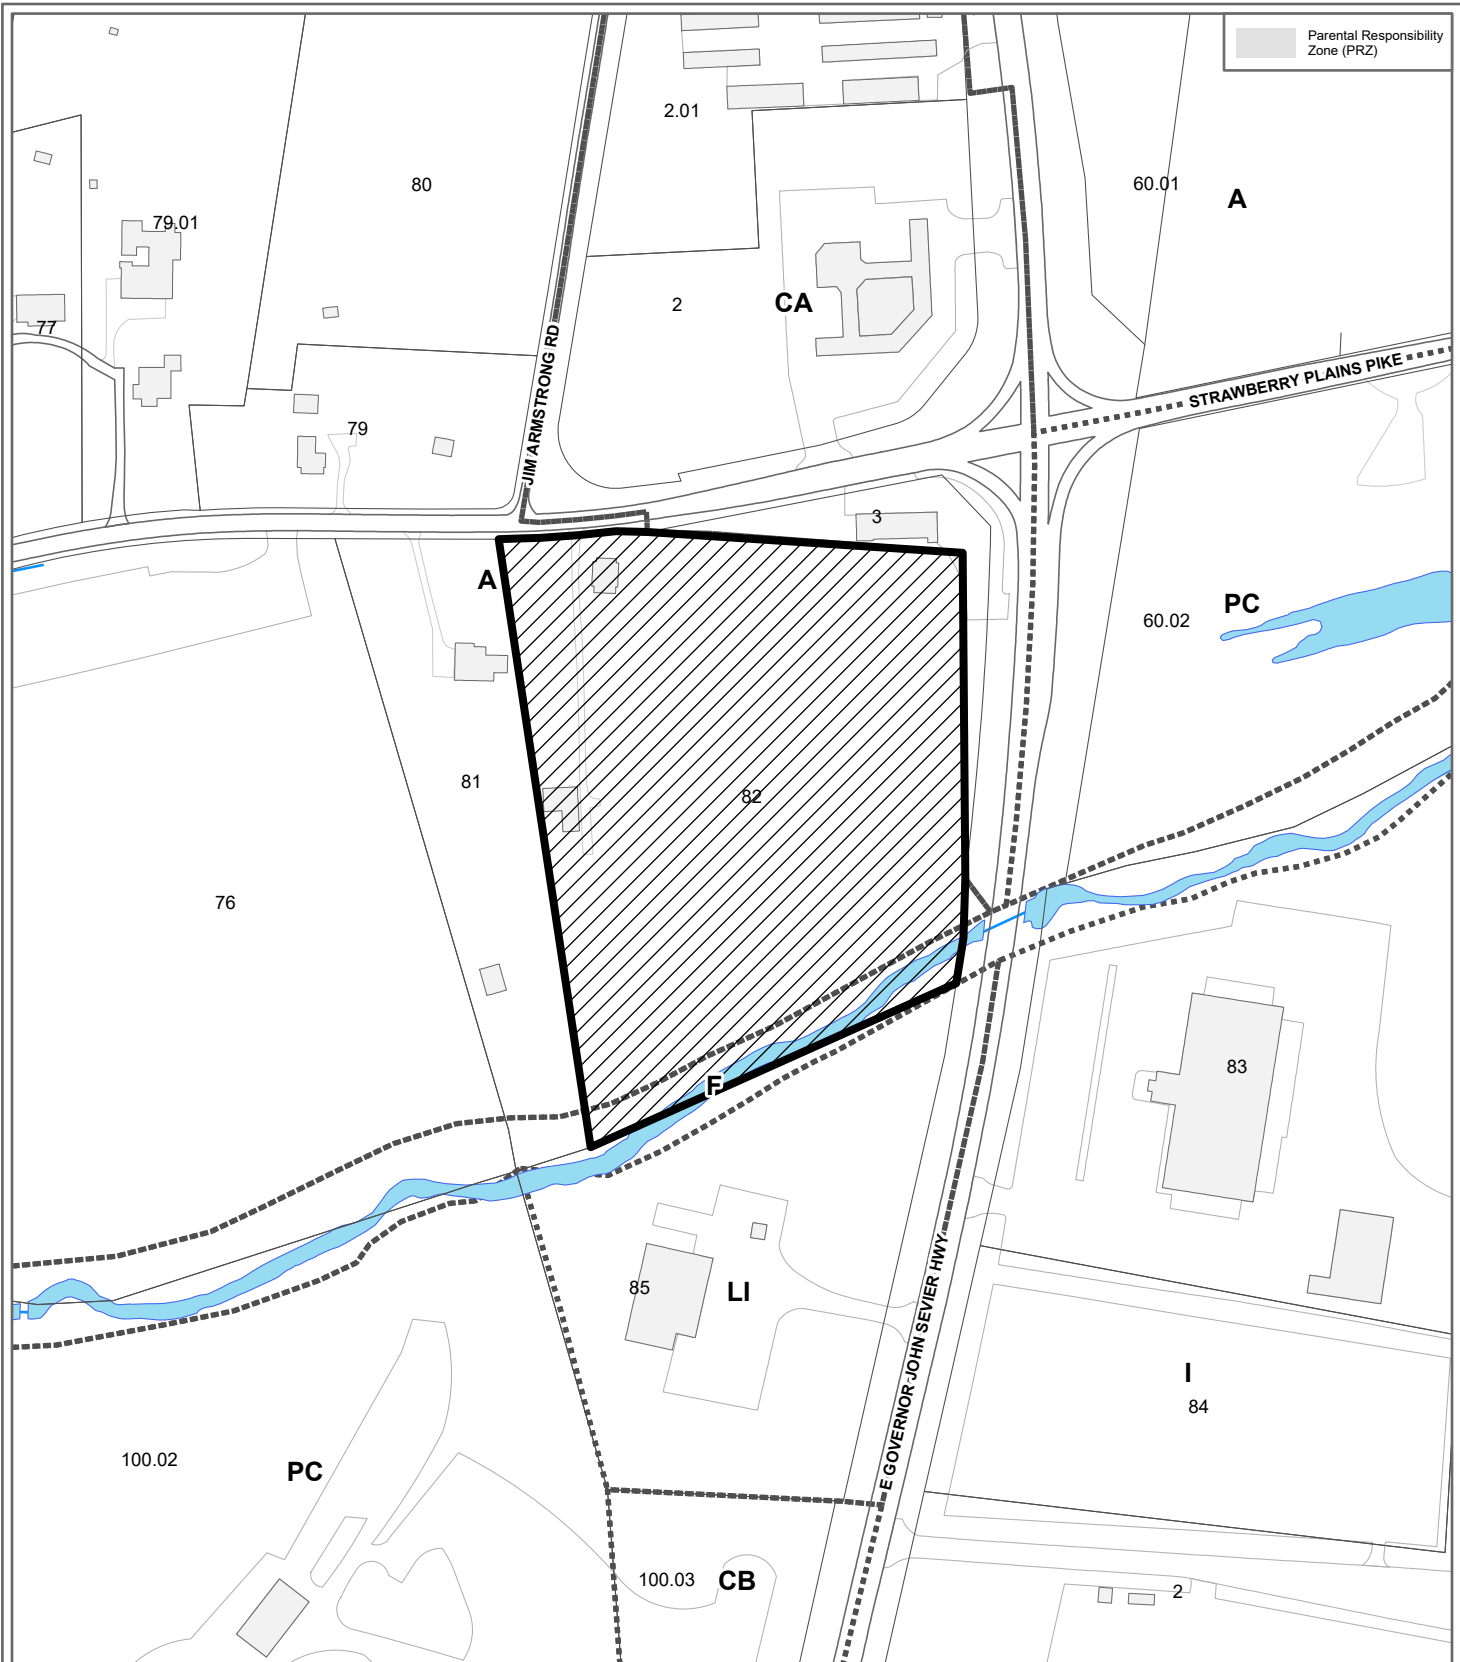 Parental Responsibility
Zone (PRZ)
2.01
80
60.01
A
79.01
2
CA
77
JIM ARMSTRONG RD
STRAWBERRY PLAINS PIKE
79
3
A
PC
60.02
81
82
76
F
83
85
LI
E GOVERNOR JOHN SEVIER HWY
I
84
100.02
PC
100.03
CB
2